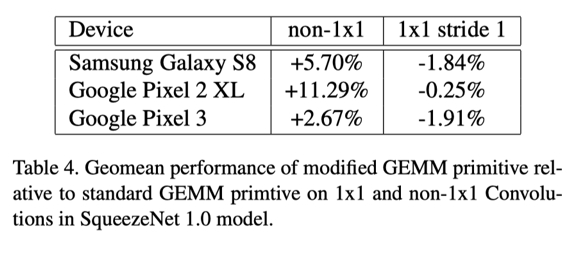 Device non-1x1 1x1 stride 1
Samsung Galaxy S8 +5.70% -1.84%
Google Pixel 2 XL +11.29% -0.25%
Google Pixel 3 +2.67% -1.91%
Table 4. Geomean performance of modified GEMM primitive rel-
ative to standard GEMM primtive on 1x1 and non-1x1 Convolu-
tions in SqueezeNet 1.0 model.